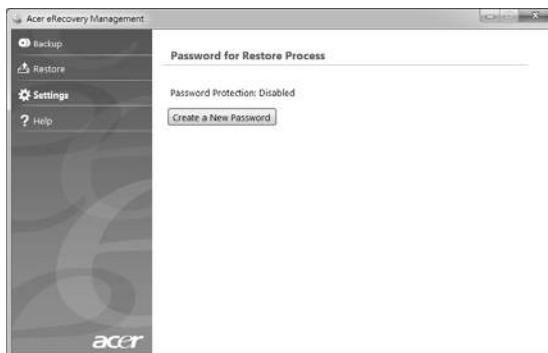 Acer eRecovery Management
Backup
Restore
Settings
Help
Password for Restore Process
Password Protection: Disabled
Create a New Password
acer